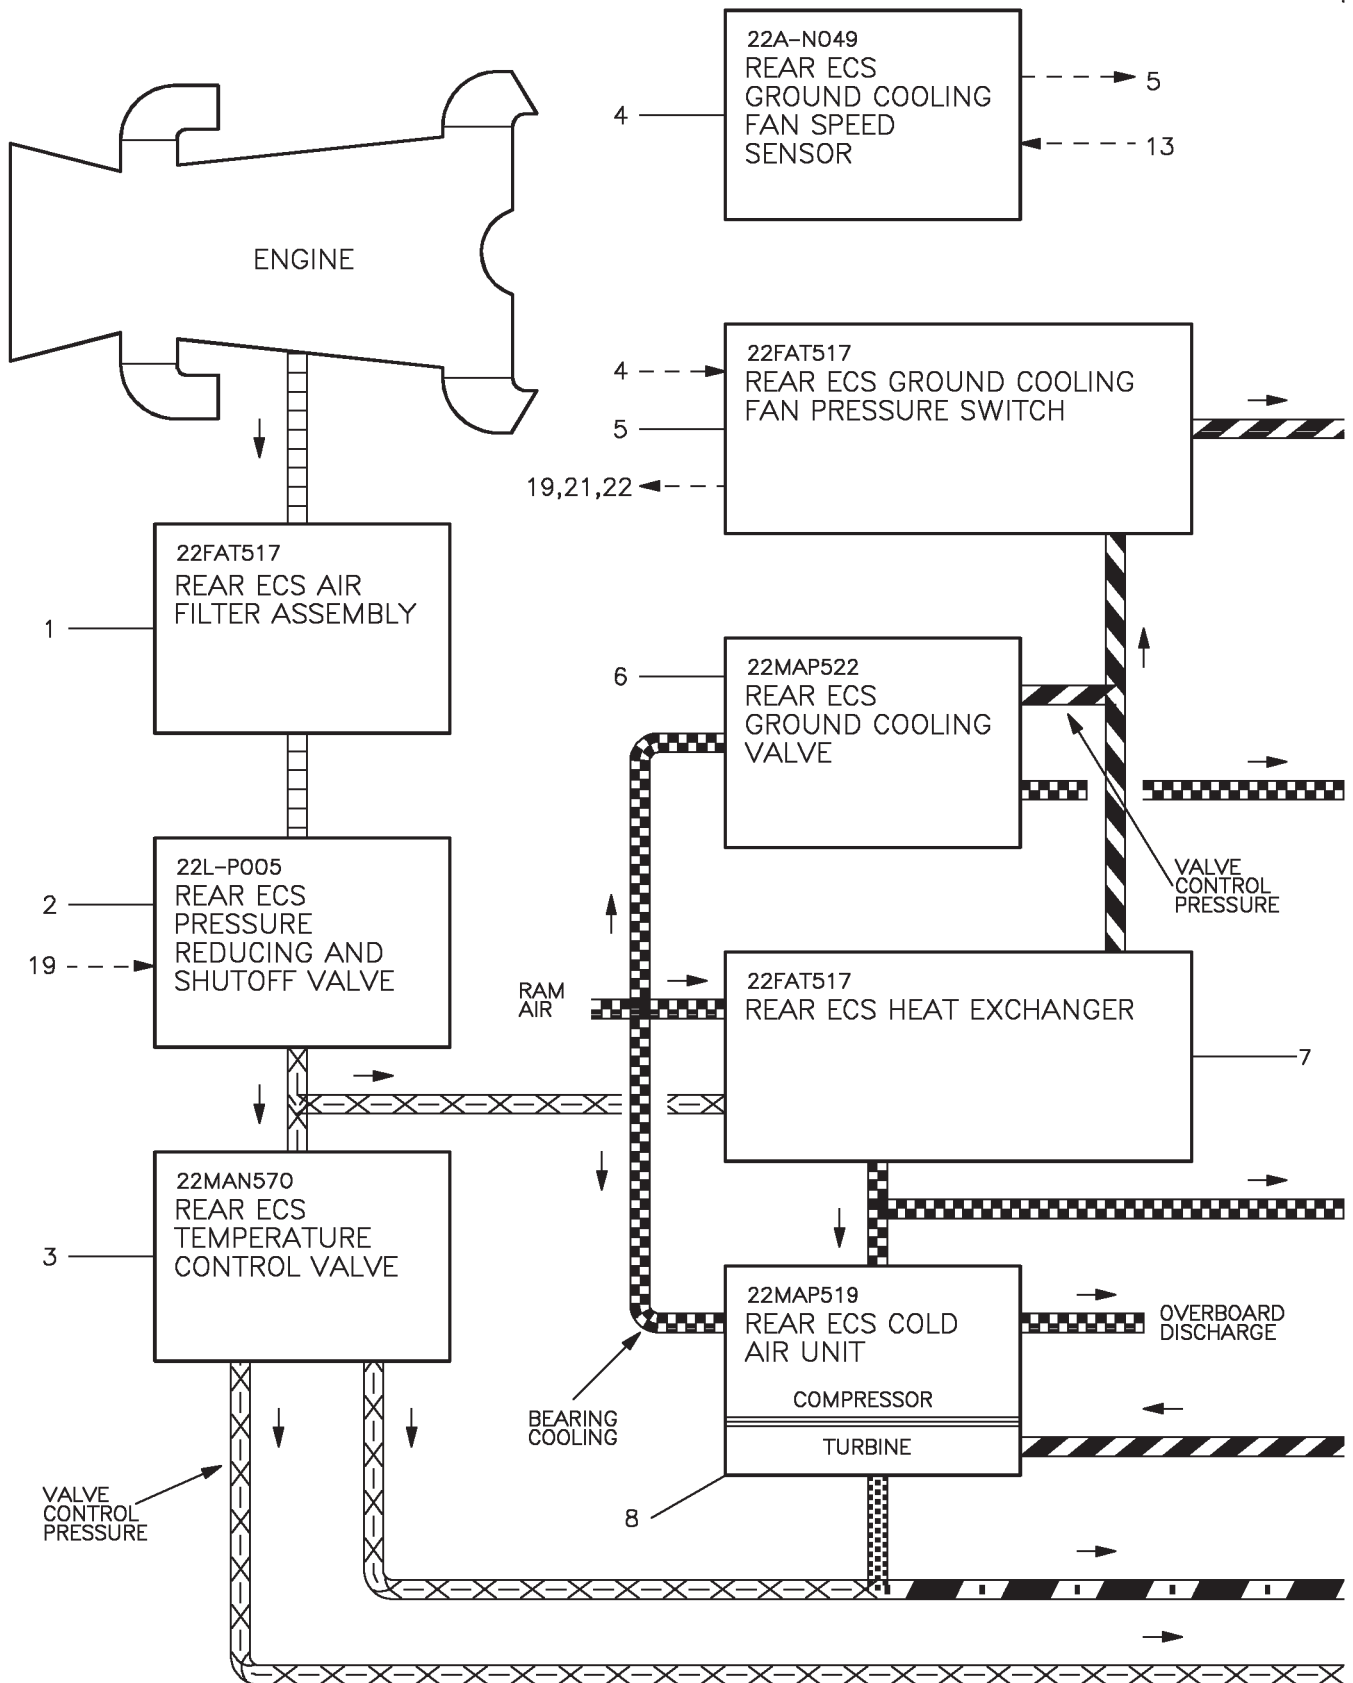 22A-N049
REAR ECS
GROUND COOLING
FAN SPEED
SENSOR
4
5
13
ENGINE
22FAT517
REAR ECS GROUND COOLING
FAN PRESSURE SWITCH
4
5
19,21,22
22FAT517
REAR ECS AIR
FILTER ASSEMBLY
1
22MAP522
REAR ECS
GROUND COOLING
VALVE
6
VALVE
CONTROL
PRESSURE
22L-P005
REAR ECS
PRESSURE
REDUCING AND
SHUTOFF VALVE
2
19
RAM
AIR
22FAT517
REAR ECS HEAT EXCHANGER
7
22MAN570
REAR ECS
TEMPERATURE
CONTROL VALVE
3
22MAP519
REAR ECS COLD
AIR UNIT
COMPRESSOR
TURBINE
8
OVERBOARD
DISCHARGE
BEARING
COOLING
VALVE
CONTROL
PRESSURE